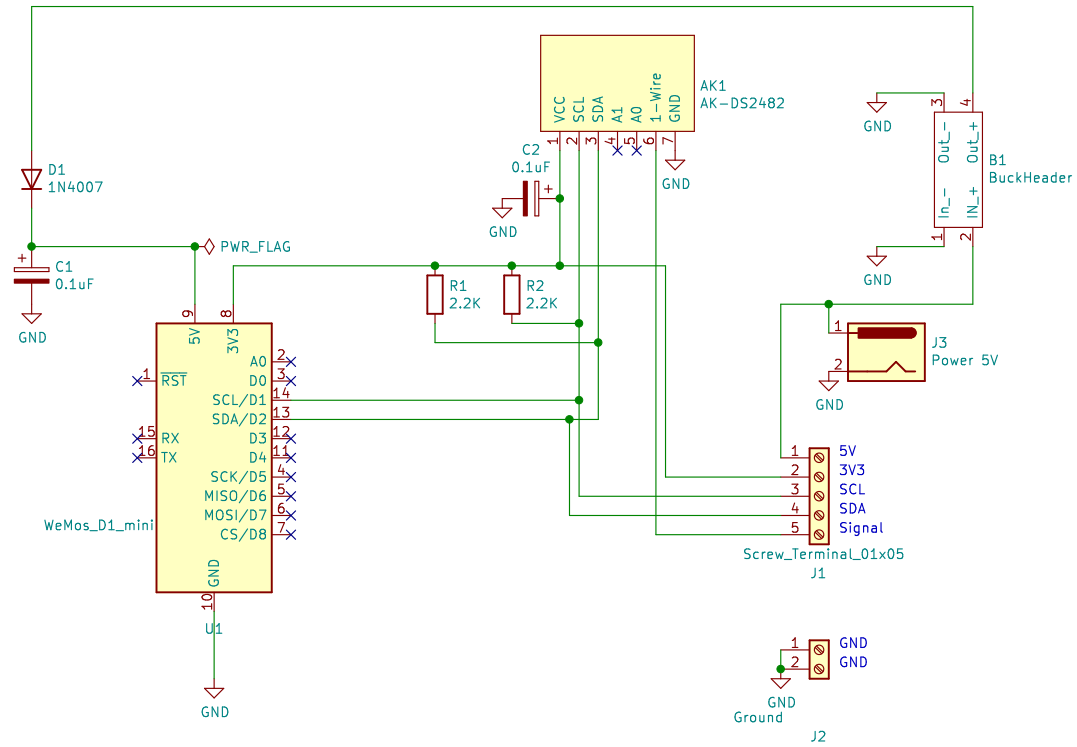 AK1
AK-DS2482
VCC
SCL
SDA
A1
A0
1-Wire
GND
1
2
3
4
5
6
7
GND
C2
0.1uF
+
GND
D1
1N4007
PWR_FLAG
+
C1
0.1uF
GND
3
4
Out_-
Out_+
In_-
IN_+
1
2
B1
BuckHeader
GND
GND
R1
2.2K
R2
2.2K
9
8
5V
3V3
1
RST
15
RX
16
TX
A0
2
D0
3
SCL/D1
14
SDA/D2
13
D3
12
D4
11
SCK/D5
4
MISO/D6
5
MOSI/D7
6
CS/D8
7
WeMos_D1_mini
GND
10
U1
GND
1
2
J3
Power 5V
GND
1
5V
2
3V3
3
SCL
4
SDA
5
Signal
Screw_Terminal_01x05
J1
1
GND
2
GND
GND
Ground
J2